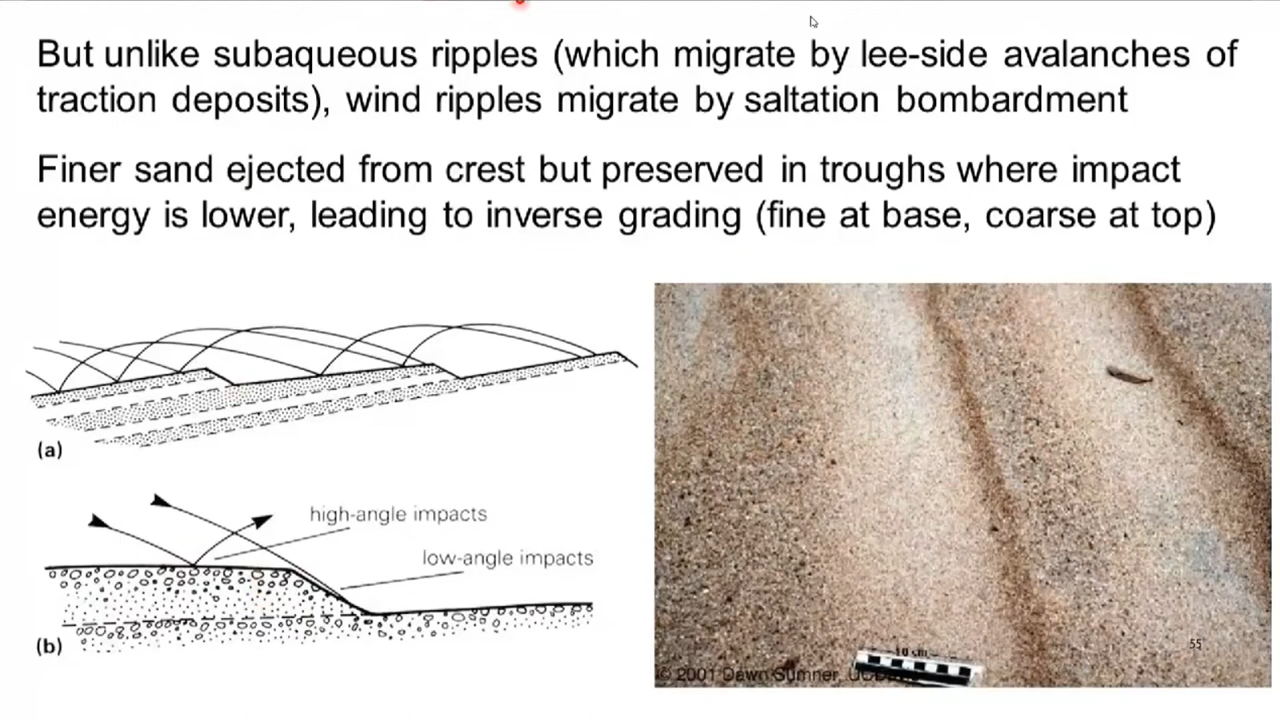 But unlike subaqueous ripples (which migrate by lee-side avalanches of
traction deposits), wind ripples migrate by saltation bombardment
Finer sand ejected from crest but preserved in troughs where impact
energy is lower, leading to inverse grading (fine at base, coarse at top)
(a)
high-angle impacts
low-angle impacts
(b)
55
10 cm
© 2001 Dawn Sumner, UC